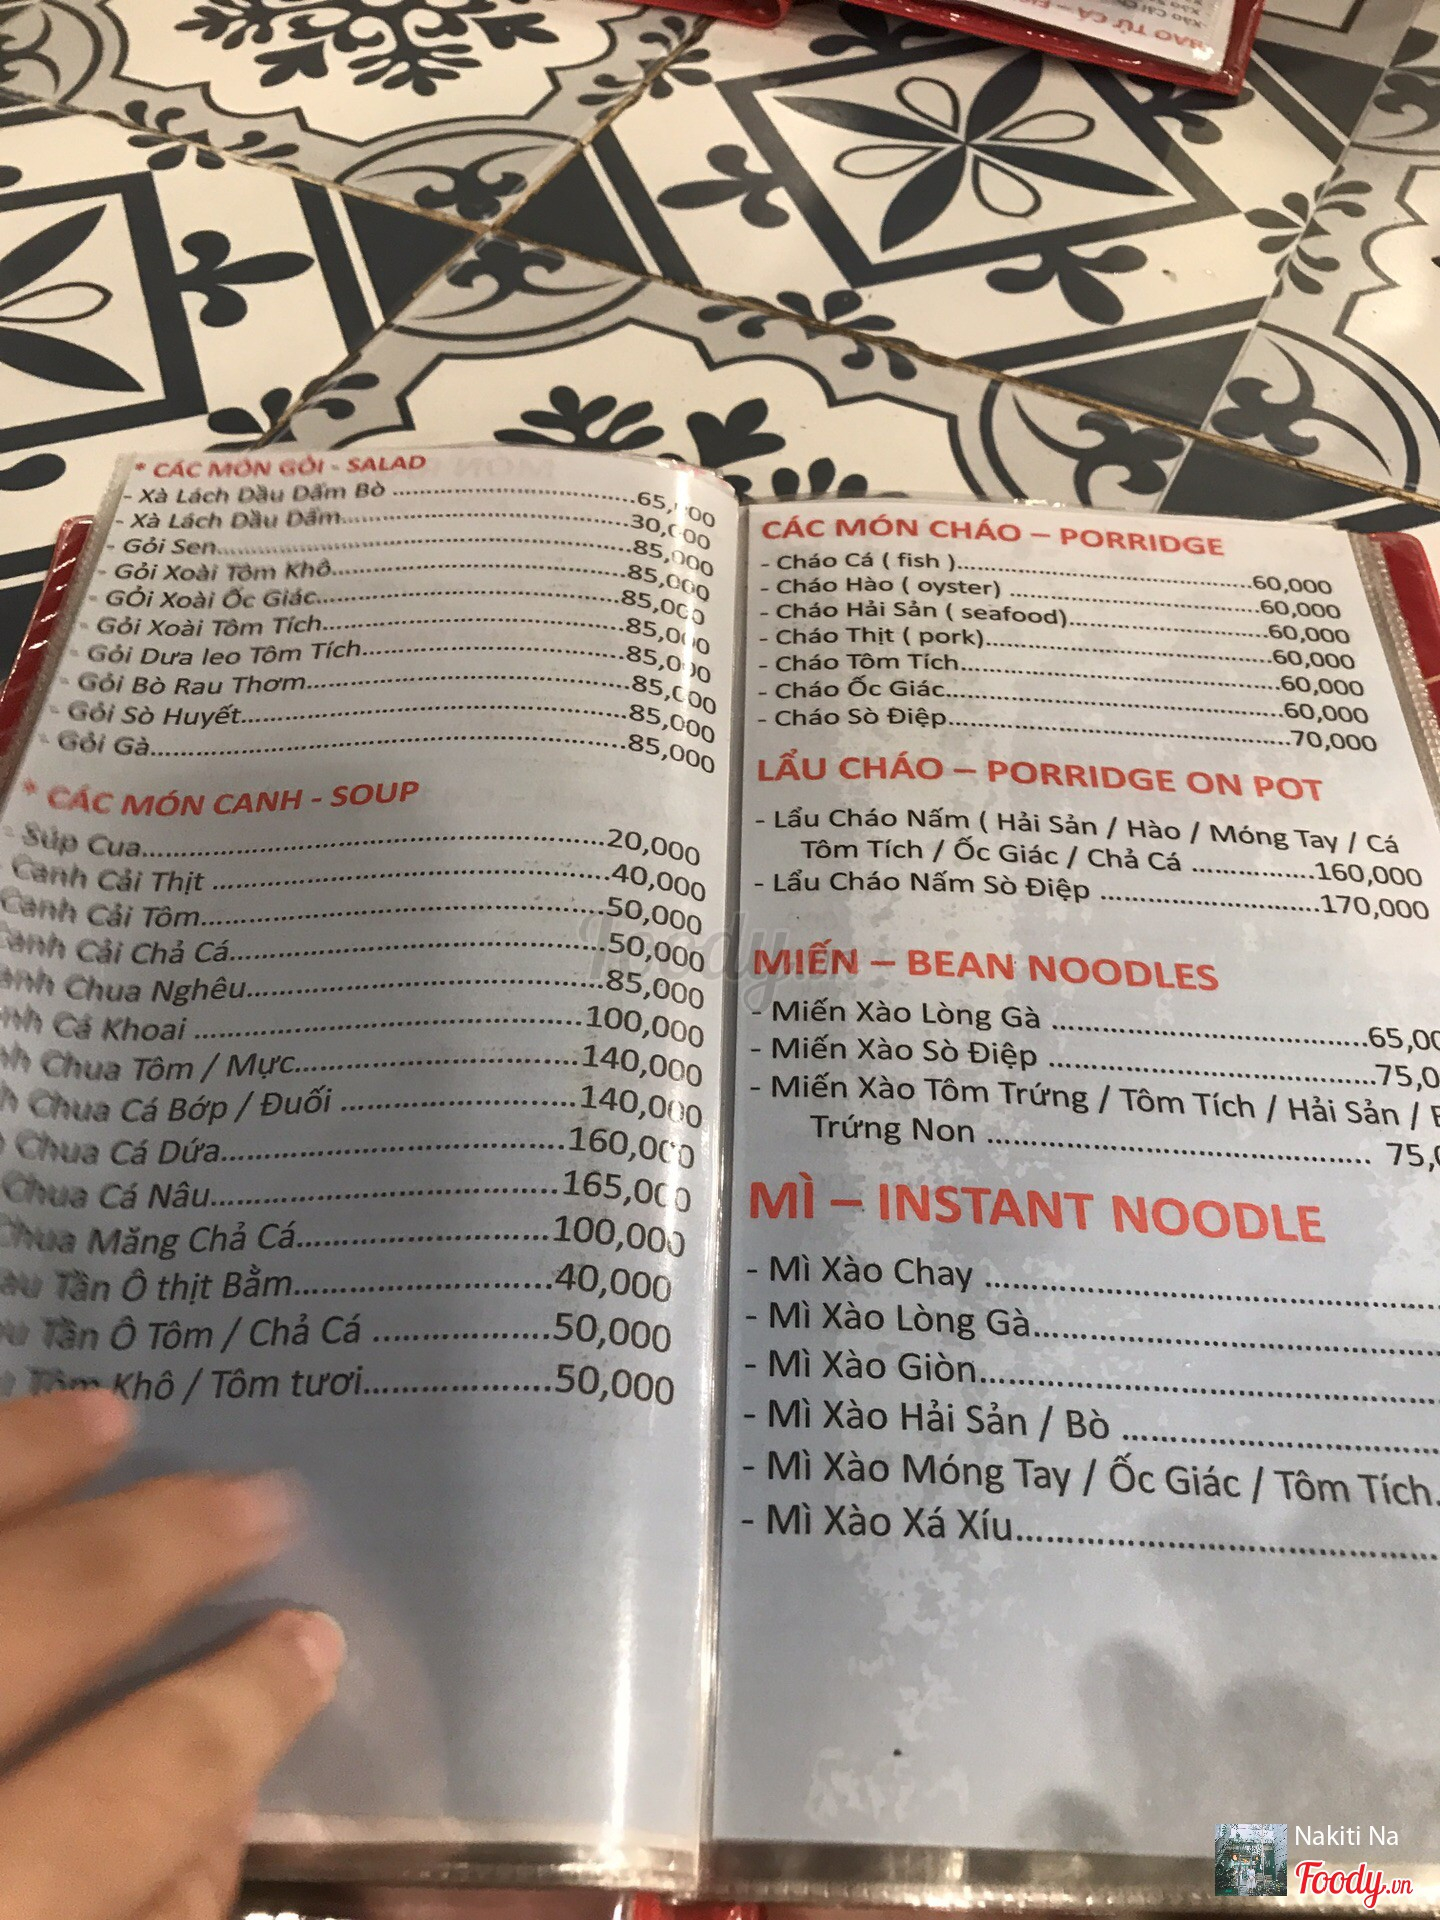 * CÁC MÓN GỎI - SALAD
- Xà Lách Dầu Dấm Bò ...65,000
- Xà Lách Dầu Dấm...30,000
- Gỏi Sen...85,000
- Gỏi Xoài Tôm Khô...85,000
- GỎi Xoài Ốc Giác...85,000
- Gỏi Xoài Tôm Tích...85,000
- Gỏi Dưa leo Tôm Tích...85,000
- Gỏi Bò Rau Thơm...85,000
- Gỏi Sò Huyết...85,000
- Gỏi Gà...85,000
* CÁC MÓN CANH - SOUP
- Súp Cua...20,000
- Canh Cải Thịt ...40,000
Canh Cải Tôm...50,000
Canh Cải Chả Cá...50,000
Canh Chua Nghêu...85,000
Cá Khoai ...100,000
Chua Tôm / Mực...140,000
Chua Cá Bớp / Đuối ...140,000
Chua Cá Dứa...160,000
Chua Cá Nâu...165,000
Chua Măng Chả Cá...100,000
Tần Ô thịt Bằm...40,000
Tần Ô Tôm / Chả Cá ...50,000
Tôm Khô / Tôm tươi...50,000
CÁC MÓN CHÁO – PORRIDGE
- Cháo Cá ( fish )...60,000
- Cháo Hào ( oyster) ...60,000
- Cháo Hải Sản ( seafood)...60,000
- Cháo Thịt ( pork)...60,000
- Cháo Tôm Tích...60,000
- Cháo Ốc Giác...60,000
- Cháo Sò Điệp...70,000
LẨU CHÁO – PORRIDGE ON POT
- Lẩu Cháo Nấm ( Hải Sản / Hào / Móng Tay / Cá
Tôm Tích / Ốc Giác / Chả Cá ...160,000
- Lẩu Cháo Nấm Sò Điệp ...170,000
MIẾN – BEAN NOODLES
- Miến Xào Lòng Gà ...65,00
- Miến Xào Sò Điệp ...75,0
- Miến Xào Tôm Trứng / Tôm Tích / Hải Sản /
Trứng Non ... 75,
MÌ – INSTANT NOODLE
- Mì Xào Chay ...
- Mì Xào Lòng Gà...
- Mì Xào Giòn...
- Mì Xào Hải Sản / Bò ...
- Mì Xào Móng Tay / Ốc Giác / Tôm Tích.
- Mì Xào Xá Xíu...
Foody
Nakiti Na
Foody.vn